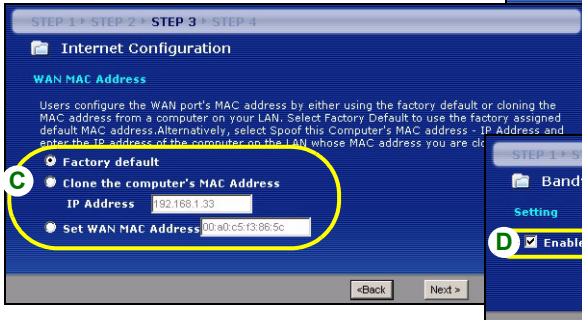 STEP 1 ▸ STEP 2 ▸ STEP 3 ▸ STEP 4
Internet Configuration
WAN MAC Address
Users configure the WAN port's MAC address by either using the factory default or cloning the
MAC address from a computer on your LAN. Select Factory Default to use the factory assigned
default MAC address.Alternatively, select Spoof this Computer's MAC address - IP Address and
enter the IP address of the computer on the LAN whose MAC address you are
C
Factory default
Clone the computer's MAC Address
IP Address 192.168.1.33
Set WAN MAC Address 00:a0:c5:f3:86:5c
<Back Next >
STEP 1 ▸
Setting
D